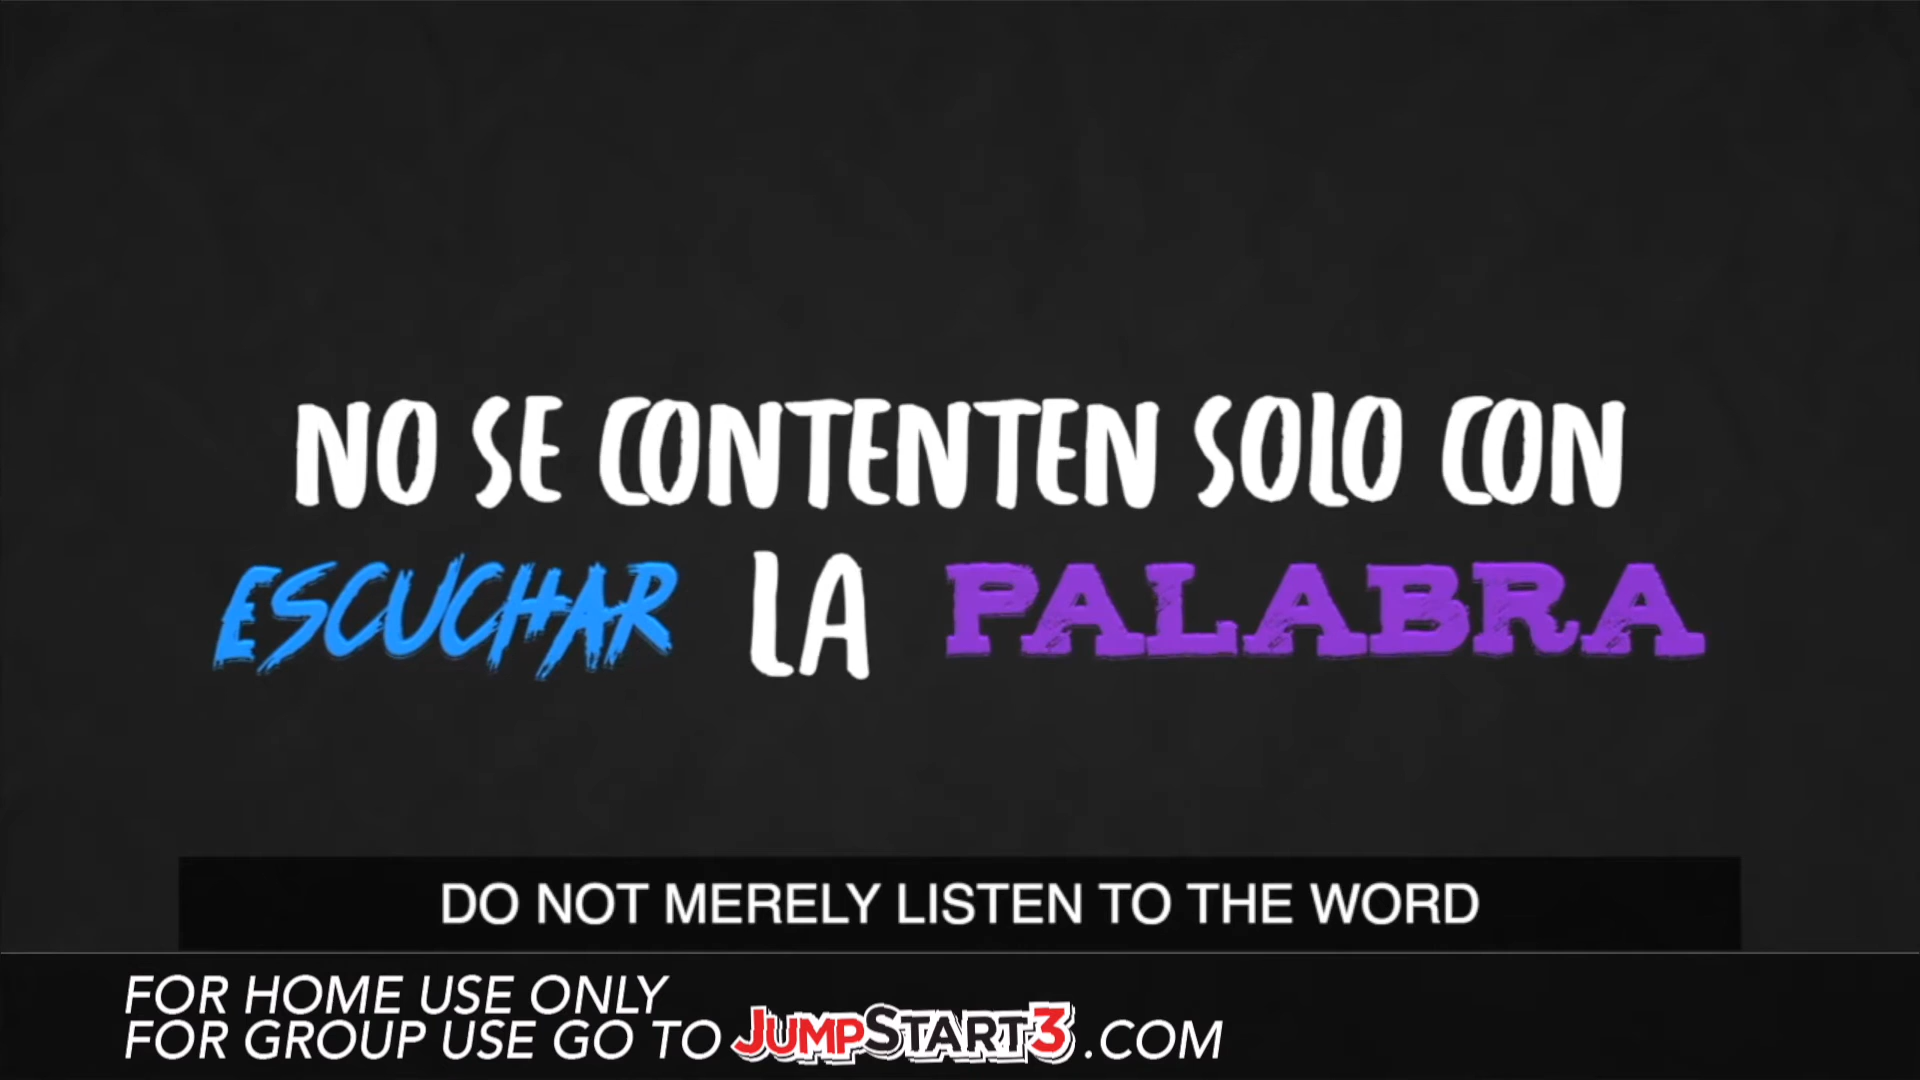 NO SE CONTENTEN SOLO CON
ESCUCHAR LA PALABRA
DO NOT MERELY LISTEN TO THE WORD
FOR HOME USE ONLY
FOR GROUP USE GO TO JUMPSTART3.COM